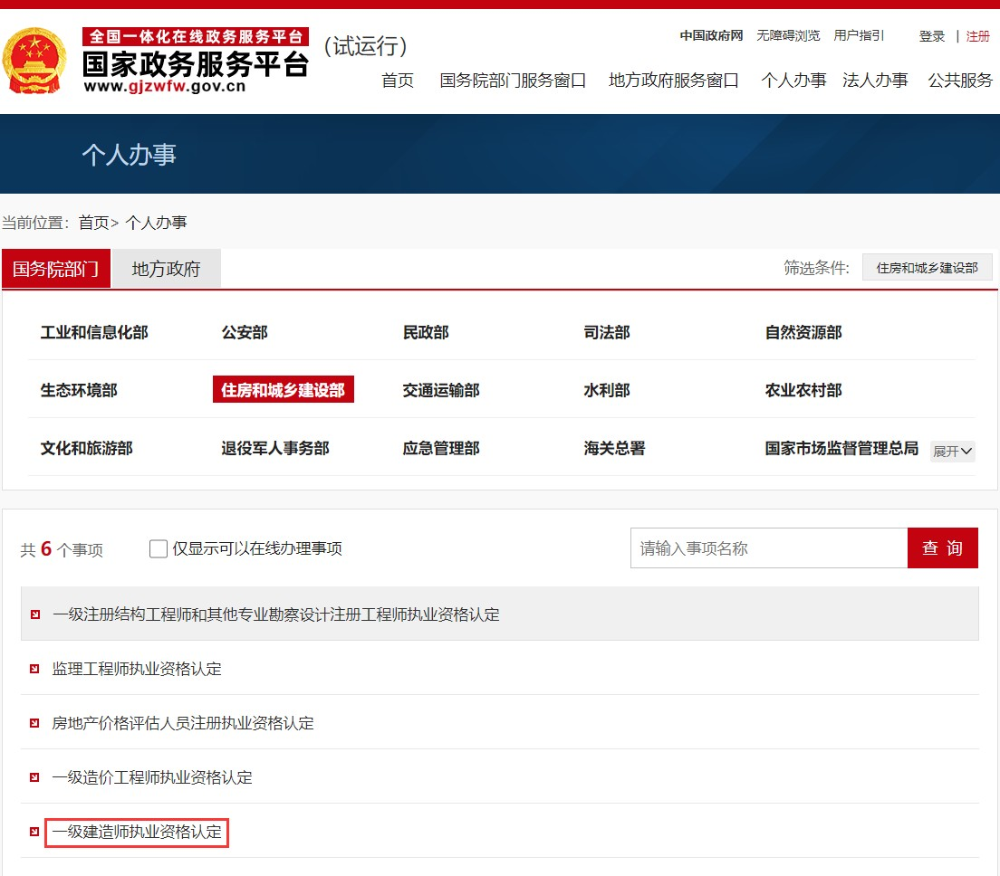 全国一体化在线政务服务平台
国家政务服务平台
www.gjzwfw.gov.cn
（试运行）
中国政府网 无障碍浏览 用户指引 登录 | 注册
首页 国务院部门服务窗口 地方政府服务窗口 个人办事 法人办事 公共服务
个人办事
当前位置： 首页> 个人办事
国务院部门 地方政府 筛选条件: 住房和城乡建设部
工业和信息化部 公安部 民政部 司法部 自然资源部
生态环境部 住房和城乡建设部 交通运输部 水利部 农业农村部
文化和旅游部 退役军人事务部 应急管理部 海关总署 国家市场监督管理总局 展开
共 6 个事项 仅显示可以在线办理事项 请输入事项名称 查 询
一级注册结构工程师和其他专业勘察设计注册工程师执业资格认定
监理工程师执业资格认定
房地产价格评估人员注册执业资格认定
一级造价工程师执业资格认定
一级建造师执业资格认定